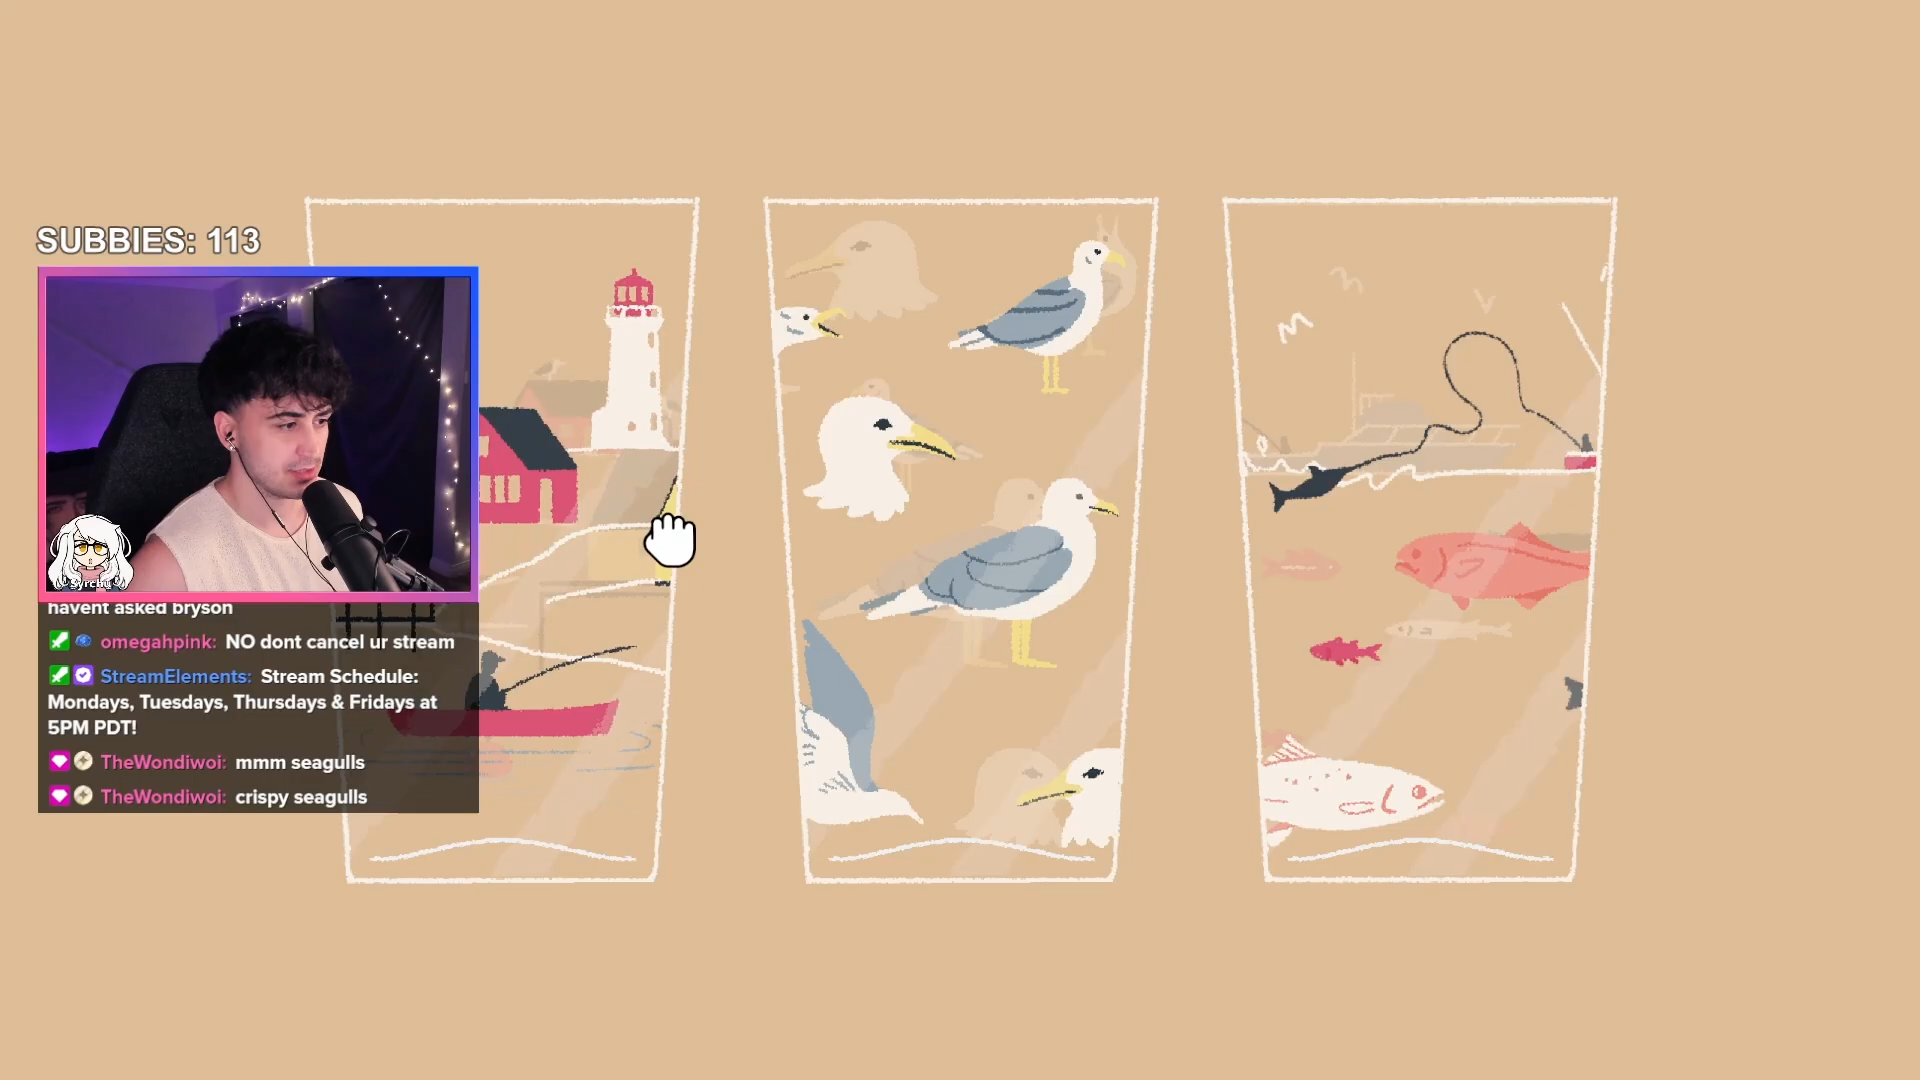 SUBBIES: 113
Syrehn
havent asked bryson
omegahpink: NO dont cancel ur stream
StreamElements: Stream Schedule:
Mondays, Tuesdays, Thursdays & Fridays at
5PM PDT!
TheWondiwoi: mmm seagulls
TheWondiwoi: crispy seagulls